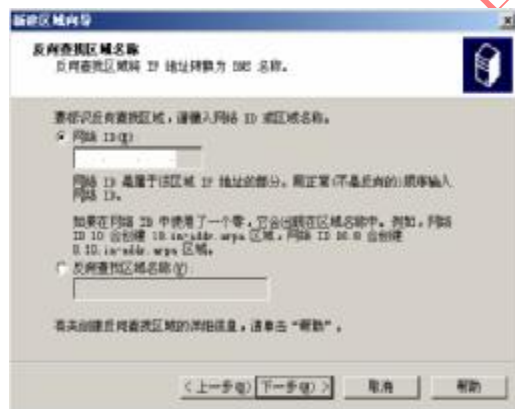 新建区域向导
反向查找区域名称
反向查找区域将 IP 地址转换为 DNS 名称。
要标识反向查找区域，请键入网络 ID 或区域名称。
网络 ID(E)
网络 ID 是属于该区域 IP 地址的部分。用正常(不是反向的)顺序输入
网络 ID。
如果在网络 ID 中使用了一个零，它会出现在区域名称中。例如，网络
ID 10 会创建 10.in-addr.arpa 区域，网络 ID 10.0 会创建
0.10.in-addr.arpa 区域。
反向查找区域名称(V)
有关创建反向查找区域的详细信息，请单击“帮助”。
<上一步(B) 下一步(N)> 取消 帮助